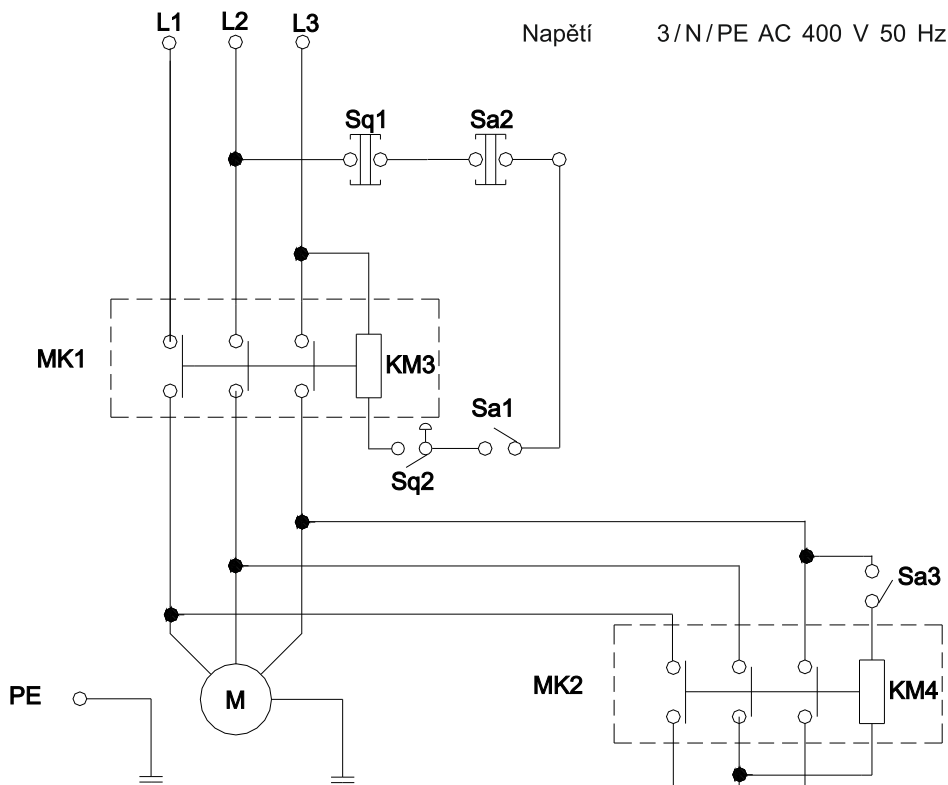 L1 L2 L3
Napětí 3/N/PE AC 400 V 50 Hz
Sq1 Sa2
MK1
KM3
Sa1
Sq2
Sa3
MK2
KM4
PE
M